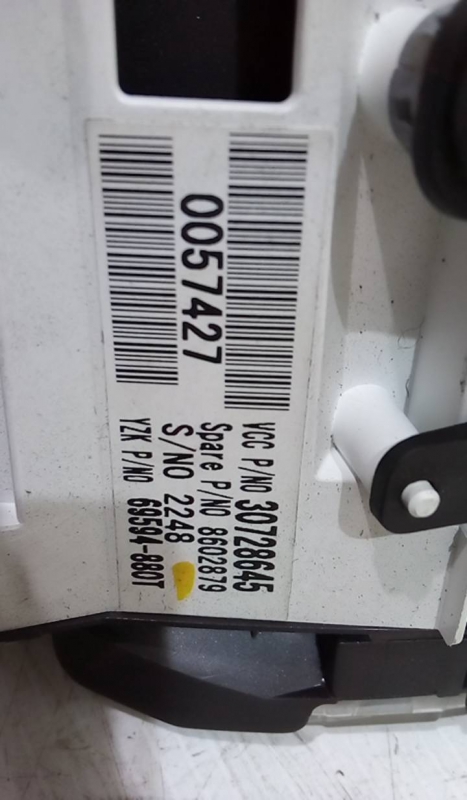 0057427
VCC P/NO 30728645
Spare P/NO 8602879
S/NO 2248
YZK P/NO 69594-880T